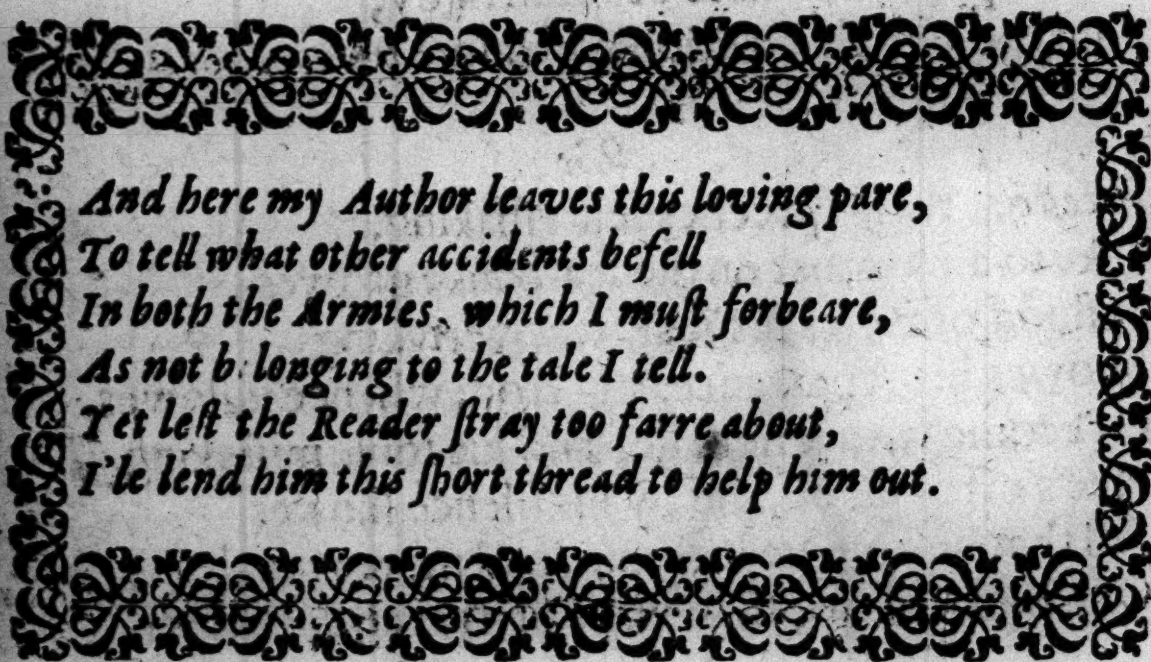 And here my Author leaves this loving pare,
To tell what other accidents befell
In both the Armies, which I muſt forbeare,
As not b longing to the tale I tell.
Yet leſt the Reader ſtray too farre about,
I'le lend him this ſhort thread to help him out.